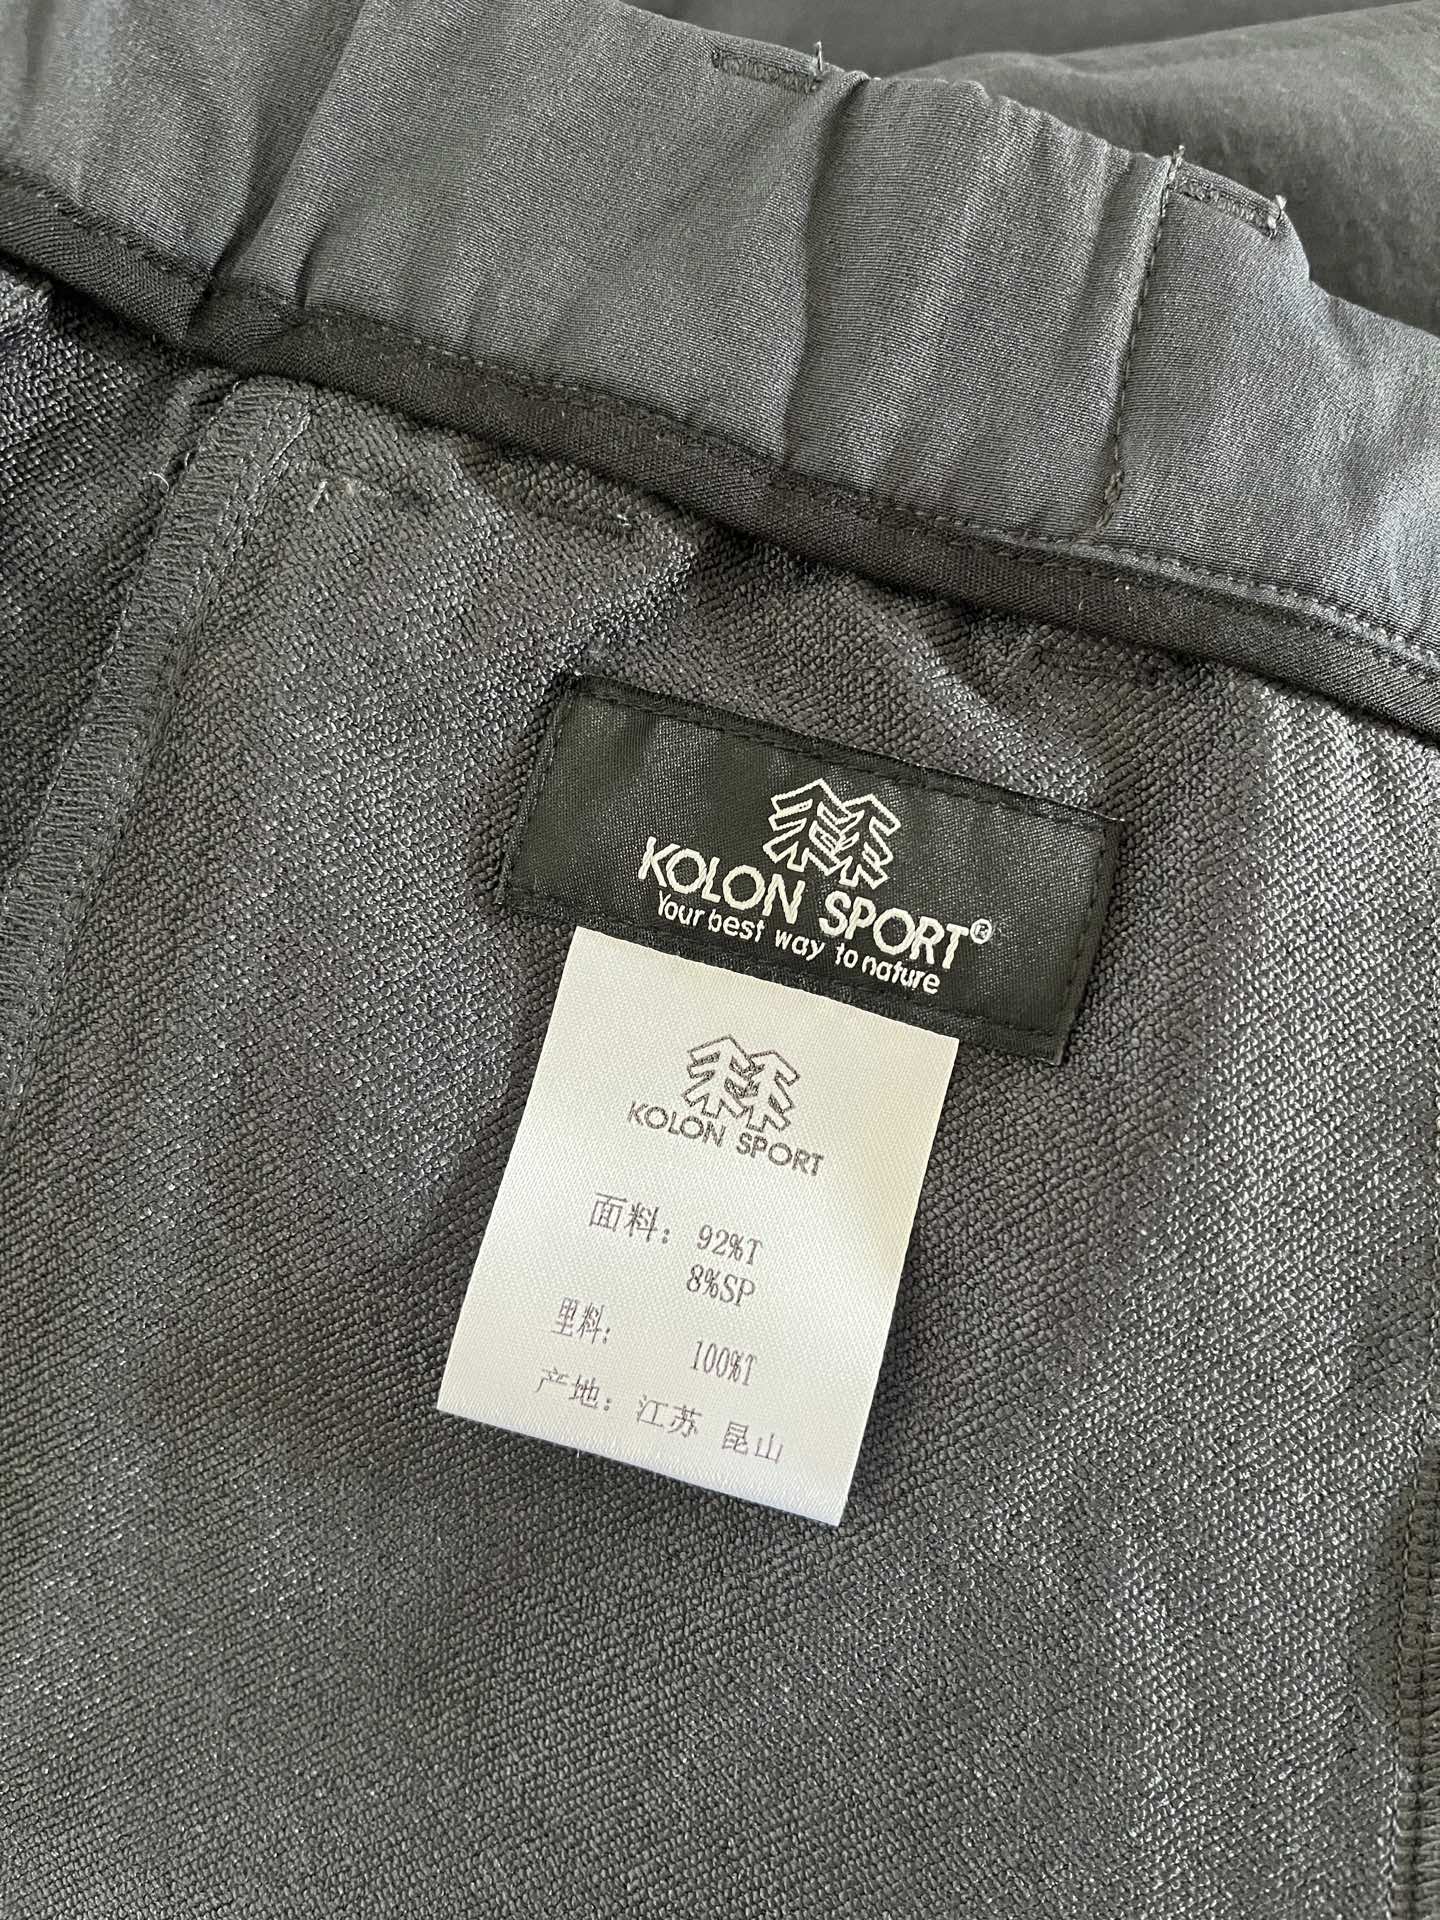 KOLON SPORT®
Your best way to nature
KOLON SPORT
面料: 92%T
8%SP
里料: 100%T
产地: 江苏 昆山